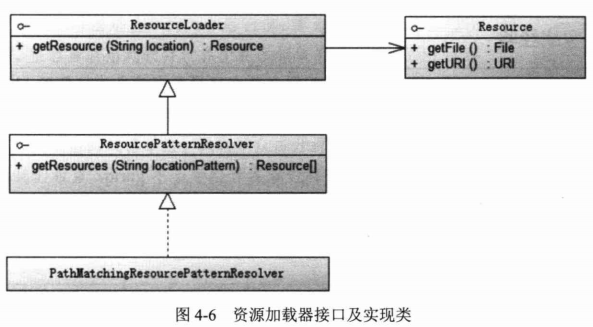 ResourceLoader
+ getResource (String location) : Resource
Resource
+ getFile () : File
+ getURI () : URI
ResourcePatternResolver
+ getResources (String locationPattern) : Resource[]
PathMatchingResourcePatternResolver
图 4-6 资源加载器接口及实现类